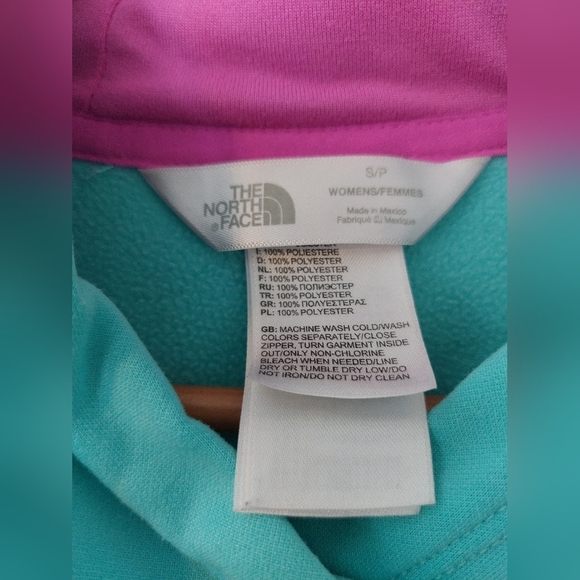 THE
NORTH
FACE
S/P
WOMENS/FEMMES
Made in Mexico
Fabriqué au Mexique
I: 100% POLIESTERE
D: 100% POLYESTER
NL: 100% POLYESTER
F: 100% POLYESTER
RU: 100% ПОЛИЭСТЕР
TR: 100% POLYESTER
GR: 100% ΠΟΛΥΕΣΤΕΡΑΣ
PL: 100% POLYESTER
GB: MACHINE WASH COLD/WASH
COLORS SEPARATELY/CLOSE
ZIPPER, TURN GARMENT INSIDE
OUT/ONLY NON-CHLORINE
BLEACH WHEN NEEDED/LINE
DRY OR TUMBLE DRY LOW/DO
NOT IRON/DO NOT DRY CLEAN